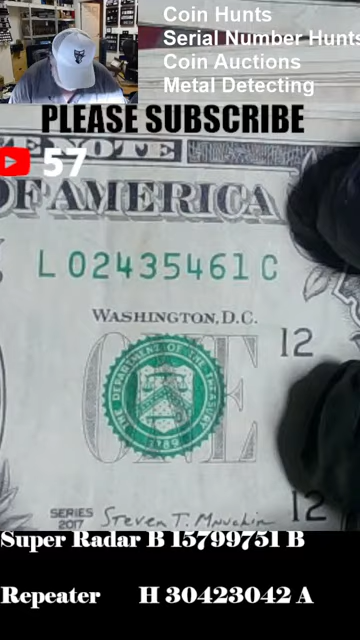 Coin Hunts
Serial Number Hunts
Coin Auctions
Metal Detecting
PLEASE SUBSCRIBE
57
E NOTE
OF AMERICA
L 02435461 C
WASHINGTON, D.C.
ONE
THE DEPARTMENT OF THE TREASURY
1789
12
12
SERIES
2017
Steven T. Mnuchin
Super Radar B 15799751 B
Repeater H 30423042 A